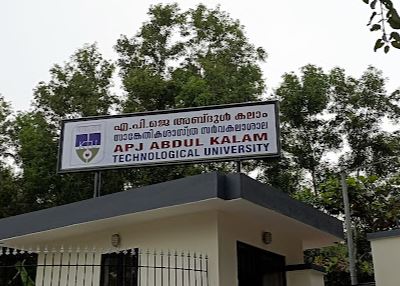 എ.പി.ജെ അബ്ദുൾ കലാം
സാങ്കേതികശാസ്ത്ര സർവകലാശാല
APJ ABDUL KALAM
TECHNOLOGICAL UNIVERSITY